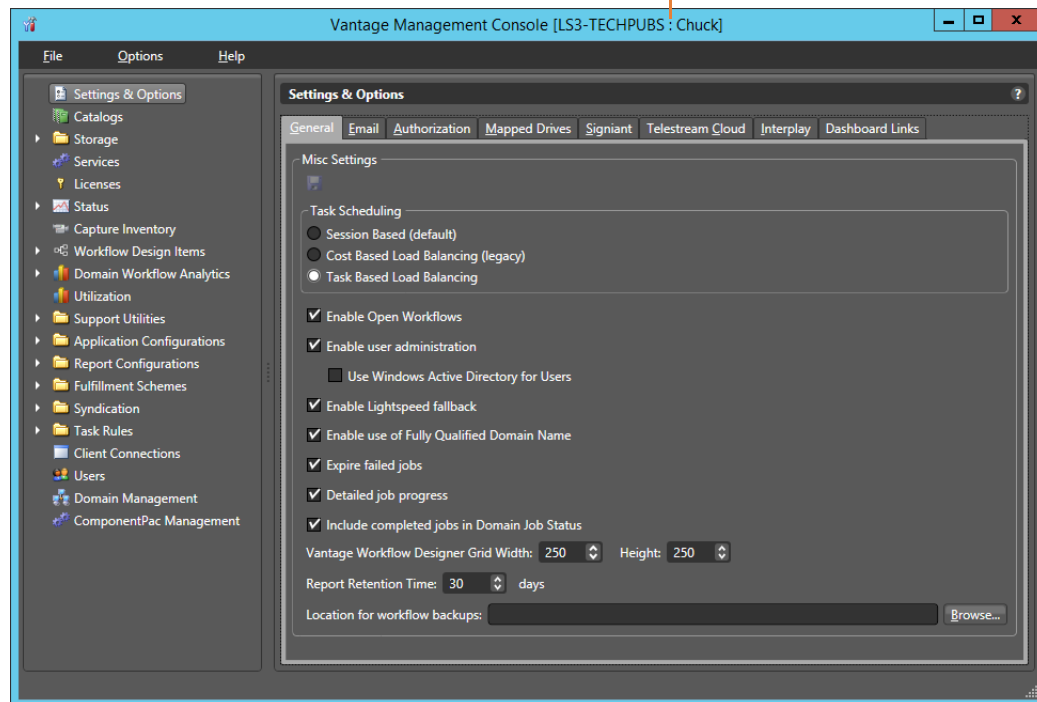 Vantage Management Console [LS3-TECHPUBS : Chuck]
File Options Help
Settings & Options
Catalogs
Storage
Services
Licenses
Status
Capture Inventory
Workflow Design Items
Domain Workflow Analytics
Utilization
Support Utilities
Application Configurations
Report Configurations
Fulfillment Schemes
Syndication
Task Rules
Client Connections
Users
Domain Management
ComponentPac Management
Settings & Options ?
General Email Authorization Mapped Drives Signiant Telestream Cloud Interplay Dashboard Links
Misc Settings
Task Scheduling
Session Based (default)
Cost Based Load Balancing (legacy)
Task Based Load Balancing
Enable Open Workflows
Enable user administration
Use Windows Active Directory for Users
Enable Lightspeed fallback
Enable use of Fully Qualified Domain Name
Expire failed jobs
Detailed job progress
Include completed jobs in Domain Job Status
Vantage Workflow Designer Grid Width: 250 Height: 250
Report Retention Time: 30 days
Location for workflow backups: Browse...